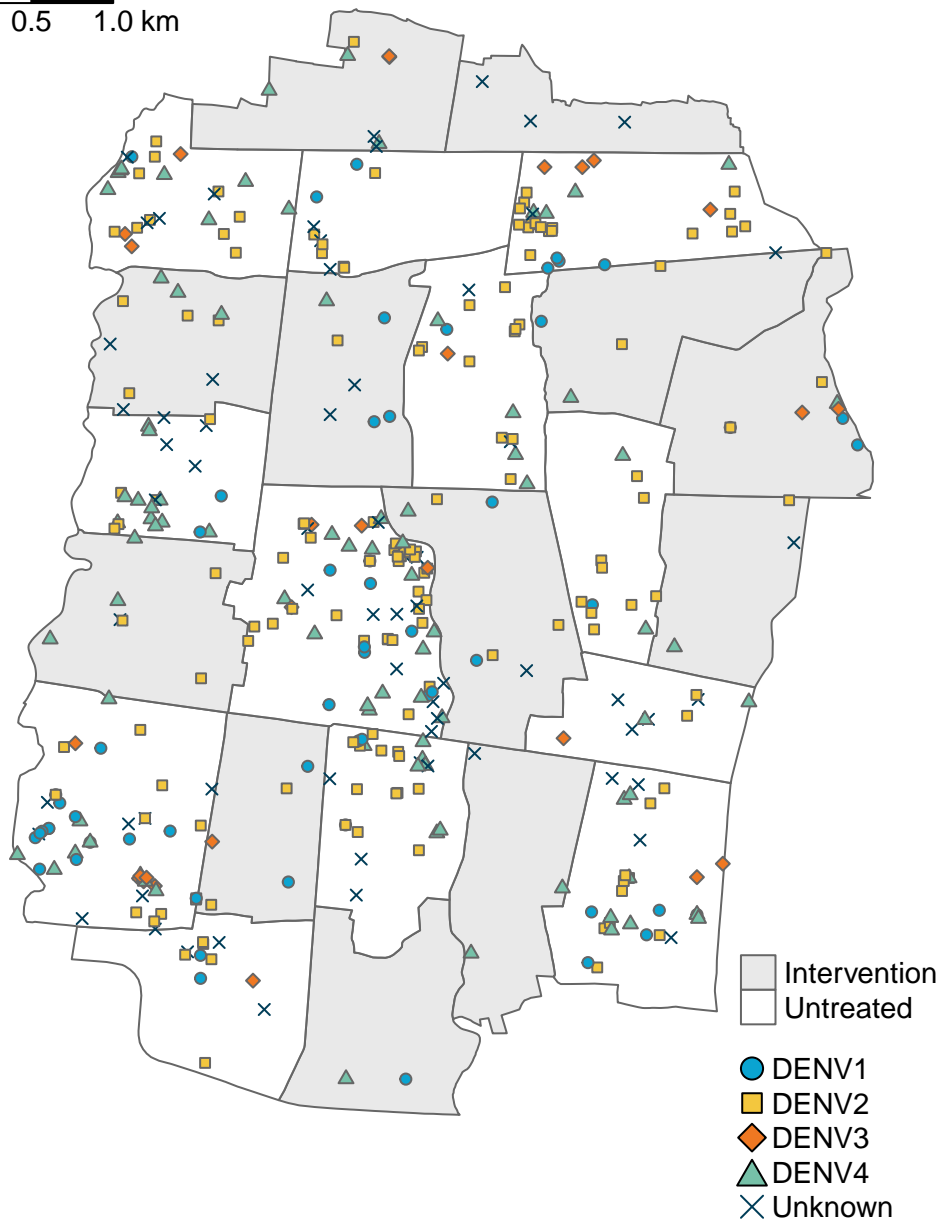 0.5 1.0 km
Intervention
Untreated
DENV1
DENV2
DENV3
DENV4
Unknown